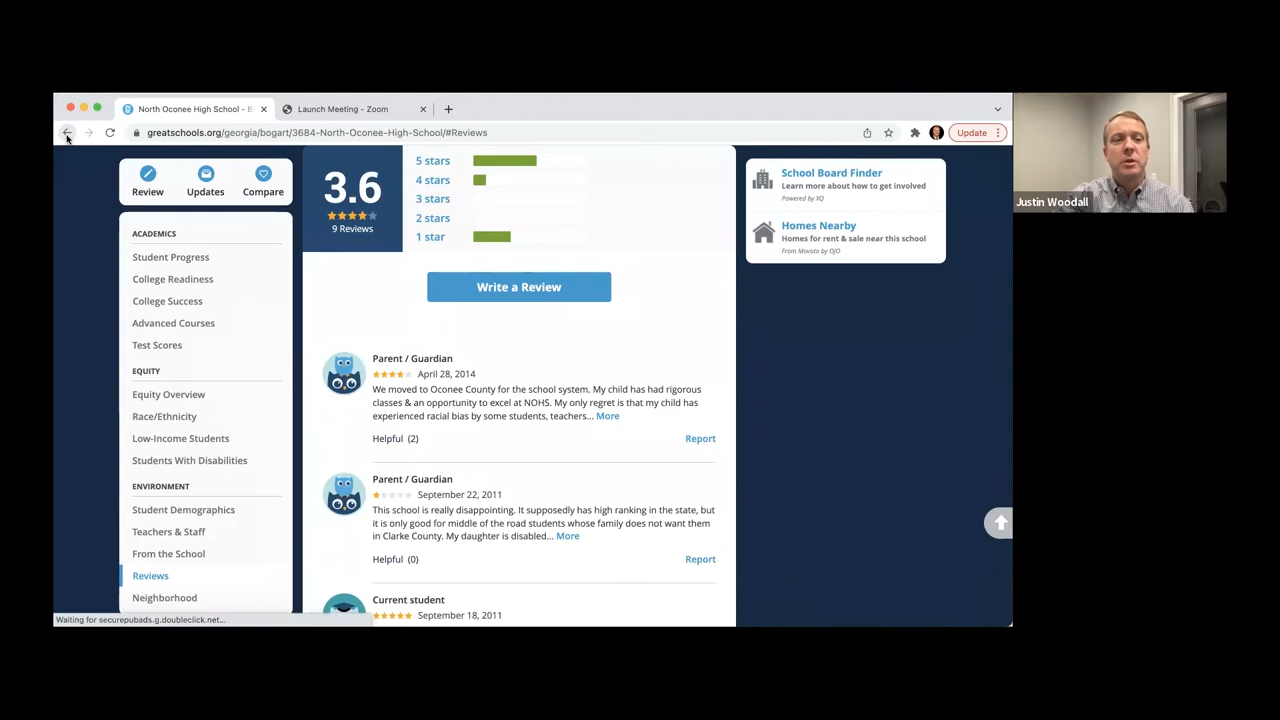 North Oconee High School - B
Launch Meeting - Zoom
greatschools.org/georgia/bogart/3684-North-Oconee-High-School/#Reviews
Update
Review
Updates
Compare
ACADEMICS
Student Progress
College Readiness
College Success
Advanced Courses
Test Scores
EQUITY
Equity Overview
Race/Ethnicity
Low-Income Students
Students With Disabilities
ENVIRONMENT
Student Demographics
Teachers & Staff
From the School
Reviews
Neighborhood
Waiting for securepubads.g.doubleclick.net...
3.6
9 Reviews
5 stars
4 stars
3 stars
2 stars
1 star
Write a Review
Parent / Guardian
April 28, 2014
We moved to Oconee County for the school system. My child has had rigorous
classes & an opportunity to excel at NOHS. My only regret is that my child has
experienced racial bias by some students, teachers... More
Helpful (2)
Report
Parent / Guardian
September 22, 2011
This school is really disappointing. It supposedly has high ranking in the state, but
it is only good for middle of the road students whose family does not want them
in Clarke County. My daughter is disabled... More
Helpful (0)
Report
Current student
September 18, 2011
School Board Finder
Learn more about how to get involved
Powered by XQ
Homes Nearby
Homes for rent & sale near this school
From Movoto by OJO
Justin Woodall